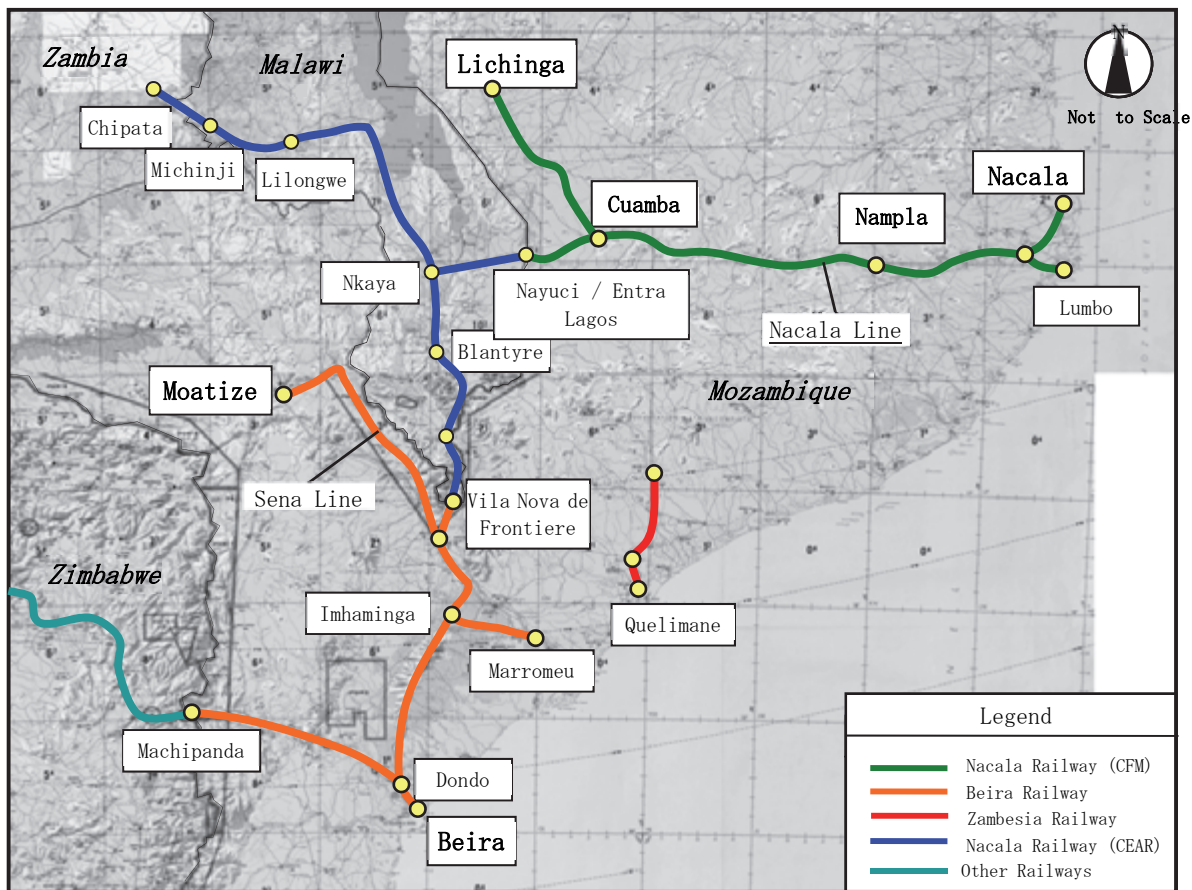 Zambia
Malawi
N
Not to Scale
Lichinga
Chipata
Michinji
Lilongwe
Nacala
Cuamba
Nampla
Nkaya
Nayuci / Entra
Lagos
Lumbo
Nacala Line
Blantyre
Moatize
Mozambique
Sena Line
Vila Nova de
Frontiere
Zimbabwe
Imhaminga
Quelimane
Marromeu
Machipanda
Dondo
Beira
Legend
Nacala Railway (CFM)
Beira Railway
Zambesia Railway
Nacala Railway (CEAR)
Other Railways